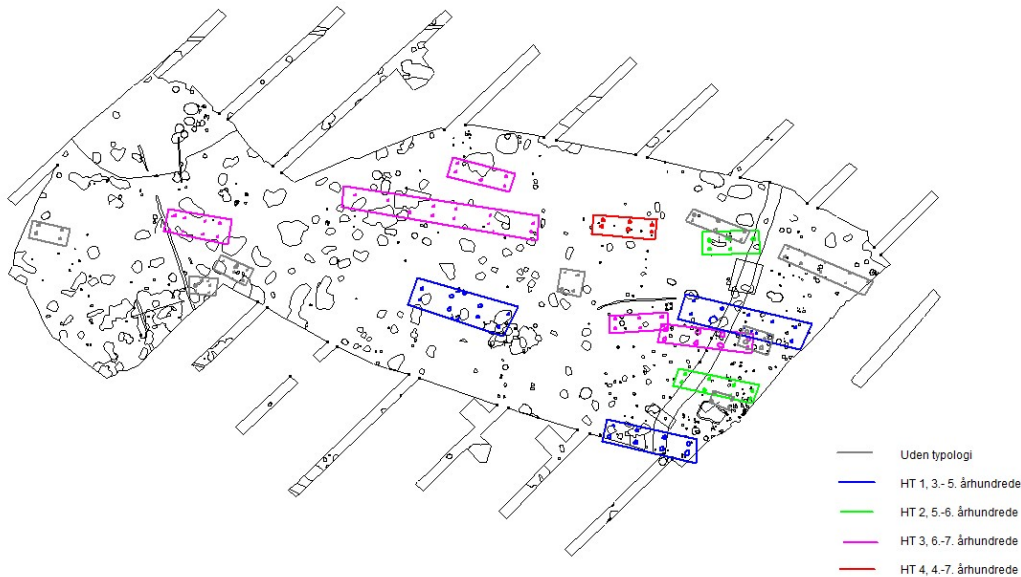 Uden typologi
HT 1, 3.- 5. århundrede
HT 2, 5.-6. århundrede
HT 3, 6.-7. århundrede
HT 4, 4.-7. århundrede